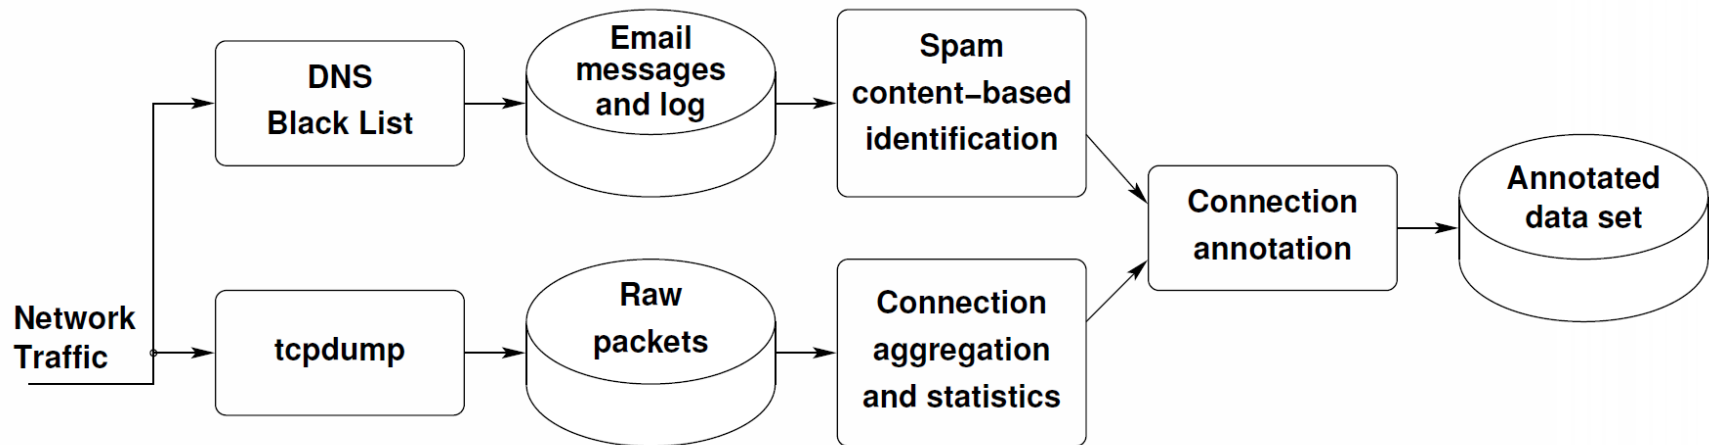 DNS
Black List
Email
messages
and log
Spam
content-based
identification
Connection
annotation
Annotated
data set
Network
Traffic
tcpdump
Raw
packets
Connection
aggregation
and statistics